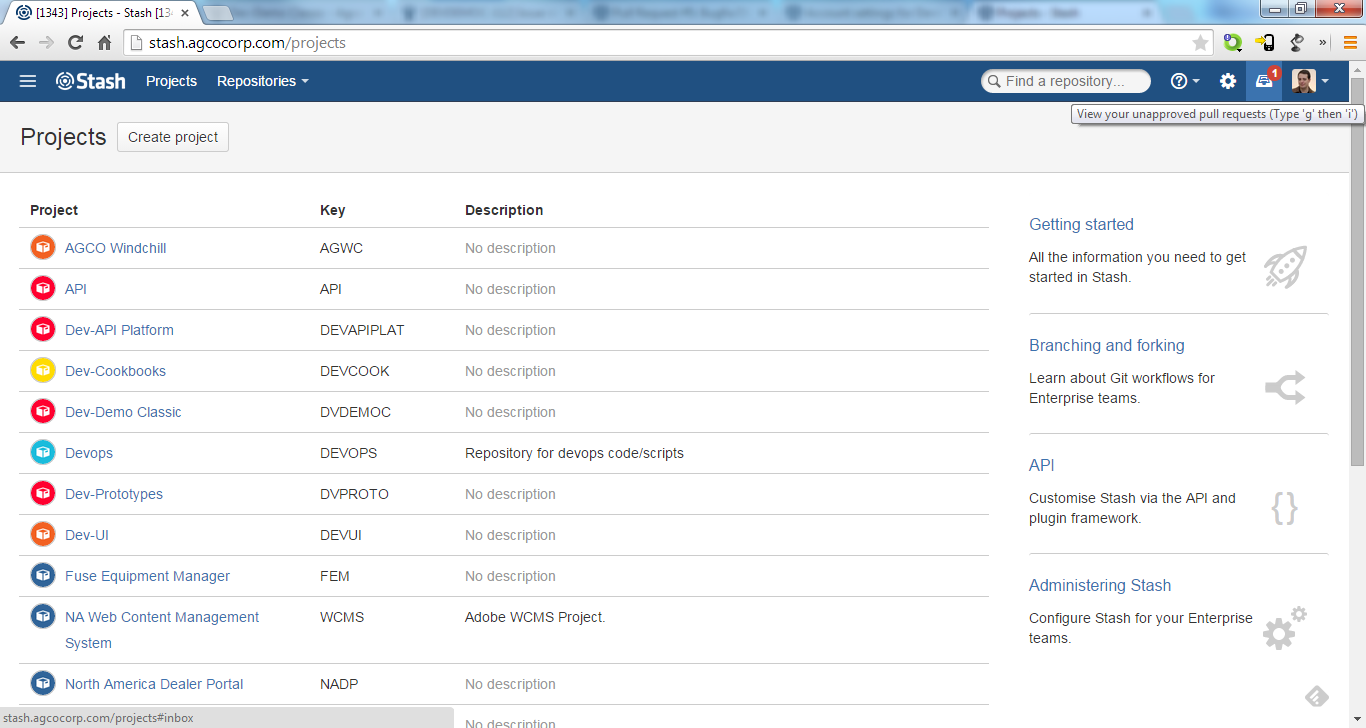 [1343] Projects - Stash [13
Projects - Stash
stash.agcocorp.com/projects
Stash Projects Repositories Find a repository... 1
View your unapproved pull requests (Type 'g' then 'i')
Projects Create project
Project Key Description
AGCO Windchill AGWC No description
API API No description
Dev-API Platform DEVAPIPLAT No description
Dev-Cookbooks DEVCOOK No description
Dev-Demo Classic DVDEMOC No description
Devops DEVOPS Repository for devops code/scripts
Dev-Prototypes DVPROTO No description
Dev-UI DEVUI No description
Fuse Equipment Manager FEM No description
NA Web Content Management WCMS Adobe WCMS Project.
System
North America Dealer Portal NADP No description
No description
Getting started
All the information you need to get
started in Stash.
Branching and forking
Learn about Git workflows for
Enterprise teams.
API
Customise Stash via the API and
plugin framework.
{}
Administering Stash
Configure Stash for your Enterprise
teams.
stash.agcocorp.com/projects#inbox